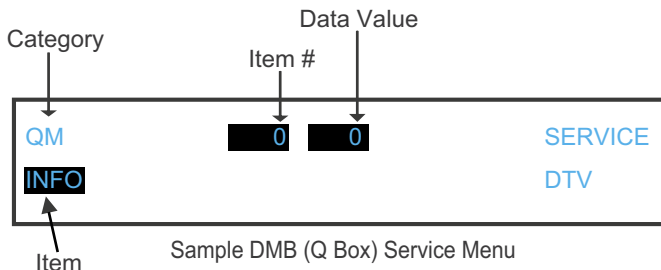 Data Value
Category
Item #
QM 0 0 SERVICE
INFO DTV
Sample DMB (Q Box) Service Menu
Item